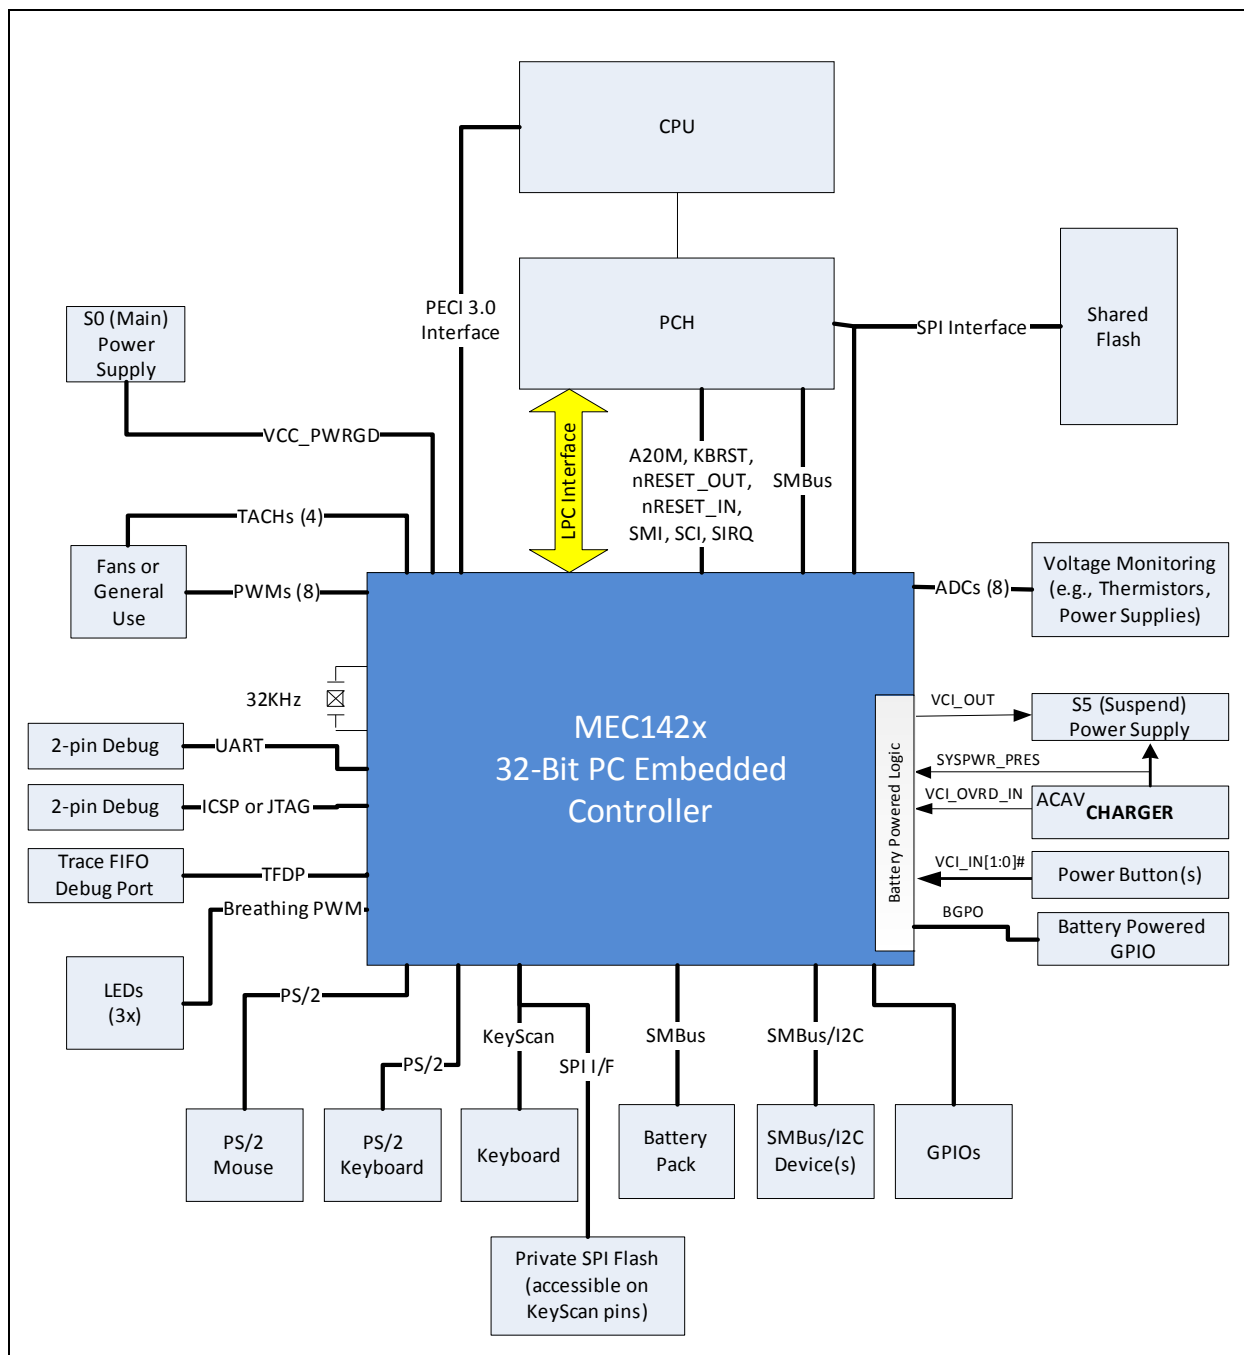 CPU
PECI 3.0
Interface
PCH
SPI Interface
Shared
Flash
S0 (Main)
Power
Supply
VCC_PWRGD
LPC Interface
A20M, KBRST,
nRESET_OUT,
nRESET_IN,
SMI, SCI, SIRQ
SMBus
TACHs (4)
Fans or
General
Use
PWMs (8)
ADCs (8)
Voltage Monitoring
(e.g., Thermistors,
Power Supplies)
32KHz
MEC142x
32-Bit PC Embedded
Controller
Battery Powered Logic
VCI_OUT
S5 (Suspend)
Power Supply
SYSPWR_PRES
VCI_OVRD_IN
ACAV
CHARGER
VCI_IN[1:0]#
Power Button(s)
BGPO
Battery Powered
GPIO
2-pin Debug
UART
2-pin Debug
ICSP or JTAG
Trace FIFO
Debug Port
TFDP
Breathing PWM
LEDs
(3x)
PS/2
PS/2
KeyScan
SPI I/F
SMBus
SMBus/I2C
PS/2
Mouse
PS/2
Keyboard
Keyboard
Battery
Pack
SMBus/I2C
Device(s)
GPIOs
Private SPI Flash
(accessible on
KeyScan pins)